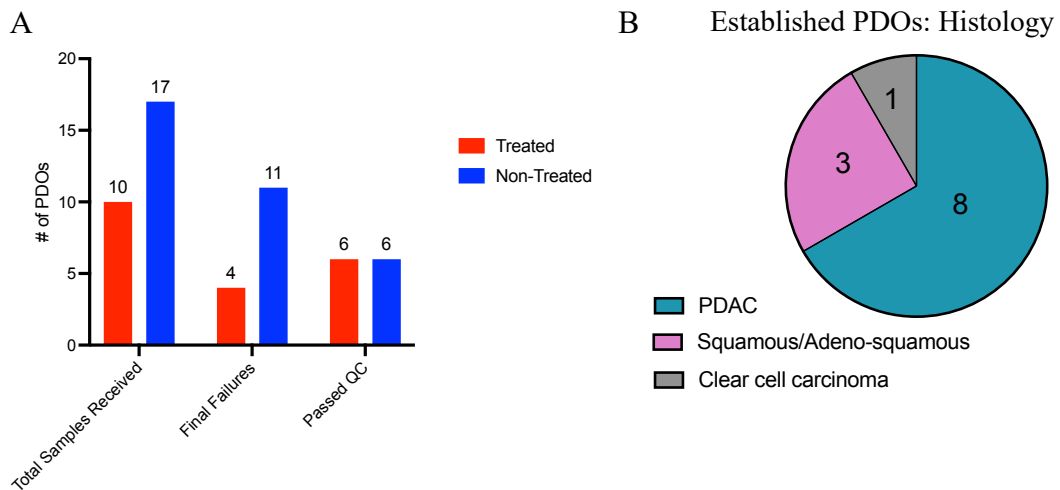 A
20
15
10
5
0
# of PDOs
10
17
4
11
6
6
Total Samples Received
Final Failures
Passed QC
Treated
Non-Treated
B
Established PDOs: Histology
1
3
8
PDAC
Squamous/Adeno-squamous
Clear cell carcinoma